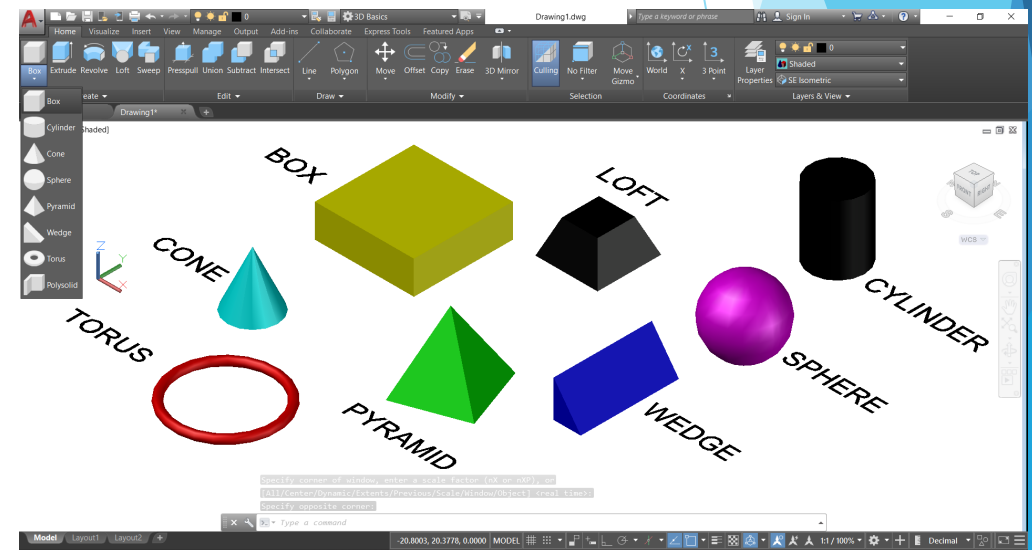 3D Basics
Drawing1.dwg
Type a keyword or phrase
Sign In
Home Visualize Insert View Manage Output Add-ins Collaborate Express Tools Featured Apps
0
Shaded
SE Isometric
Box Extrude Revolve Loft Sweep Presspull Union Subtract Intersect Line Polygon Move Offset Copy Erase 3D Mirror Culling No Filter Move Gizmo World X 3 Point Layer Properties
eate Edit Draw Modify Selection Coordinates Layers & View
Drawing1*
Shaded]
Box
Cylinder
Cone
Sphere
Pyramid
Wedge
Torus
Polysolid
BOX
LOFT
CONE
CYLINDER
TORUS
SPHERE
PYRAMID
WEDGE
Z
Y
X
TOP
FRONT
RIGHT
S
E
WCS
Specify corner of window, enter a scale factor (nX or nXP), or
[All/Center/Dynamic/Extents/Previous/Scale/Window/Object] <real time>:
Specify opposite corner:
Type a command
Model Layout1 Layout2 +
-20.8003, 20.3778, 0.0000 MODEL 1:1 / 100% Decimal